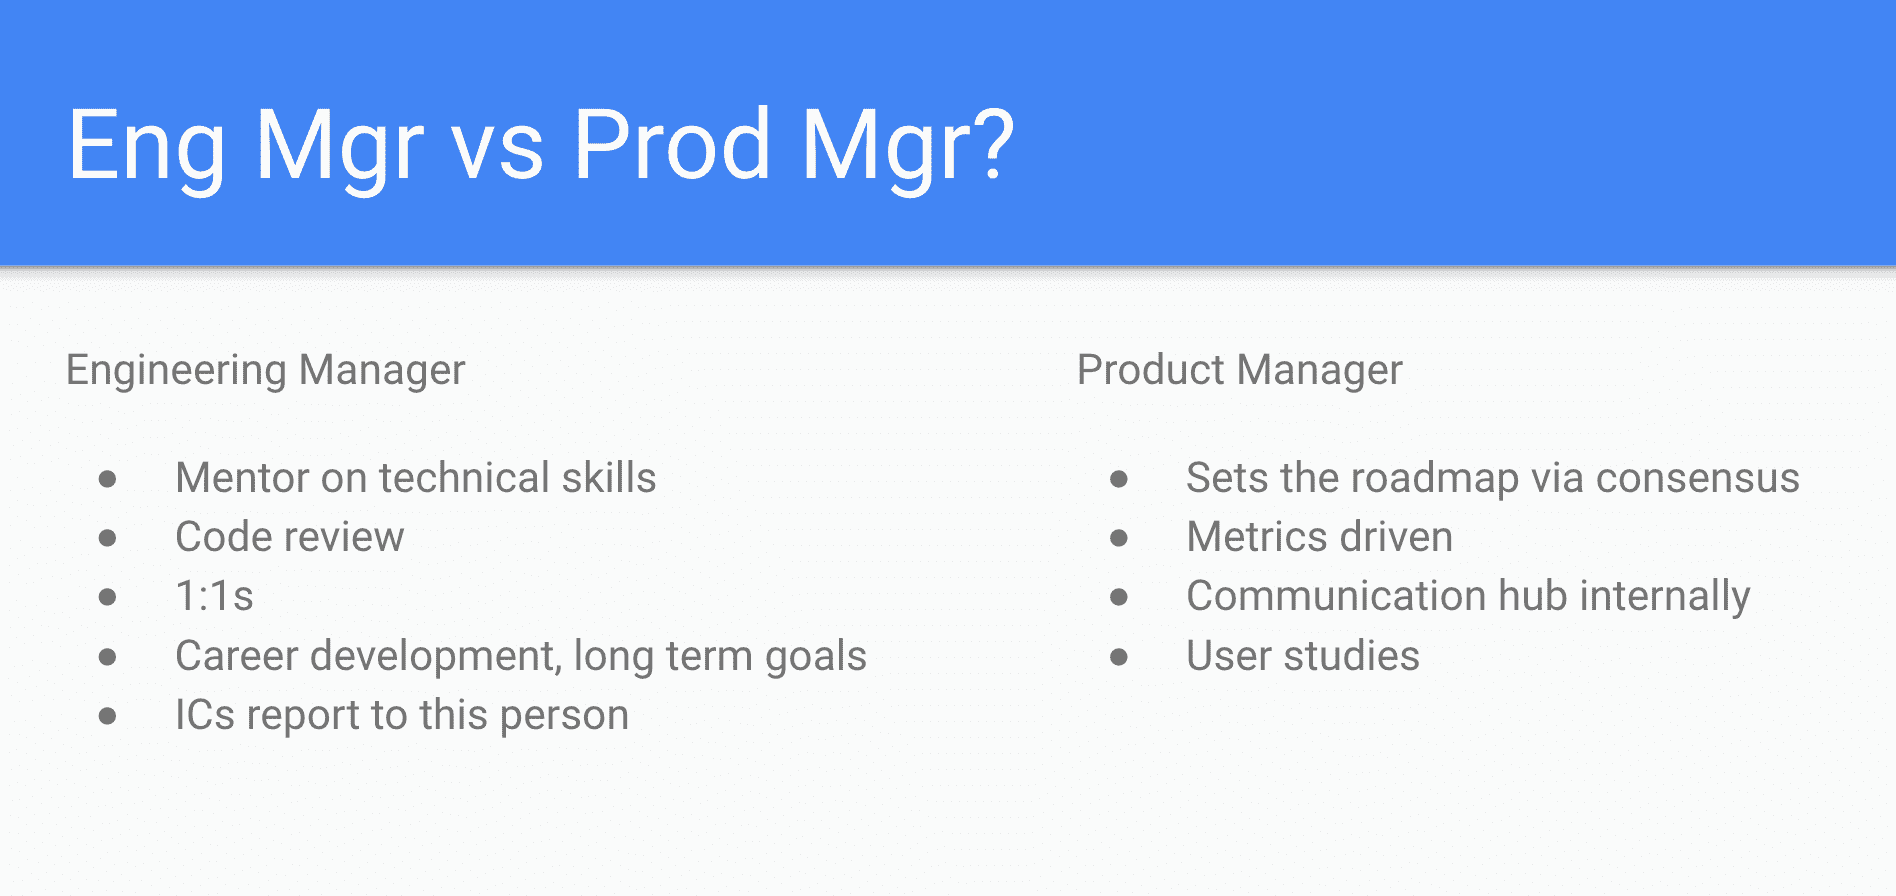 Eng Mgr vs Prod Mgr?
Engineering Manager
● Mentor on technical skills
● Code review
● 1:1s
● Career development, long term goals
● ICs report to this person
Product Manager
● Sets the roadmap via consensus
● Metrics driven
● Communication hub internally
● User studies